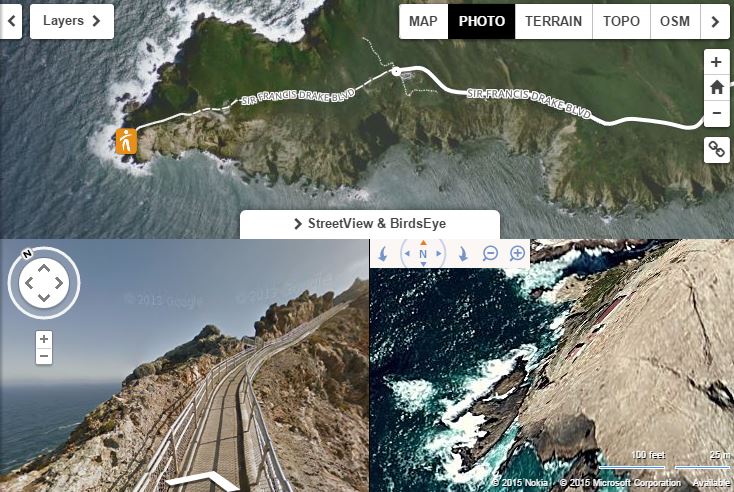 Layers
MAP PHOTO TERRAIN TOPO OSM
SIR FRANCIS DRAKE BLVD
SIR FRANCIS DRAKE BLVD
StreetView & BirdsEye
N
N
© 2013 Google
© 2013 Google
100 feet 25 m
© 2015 Nokia © 2015 Microsoft Corporation Available